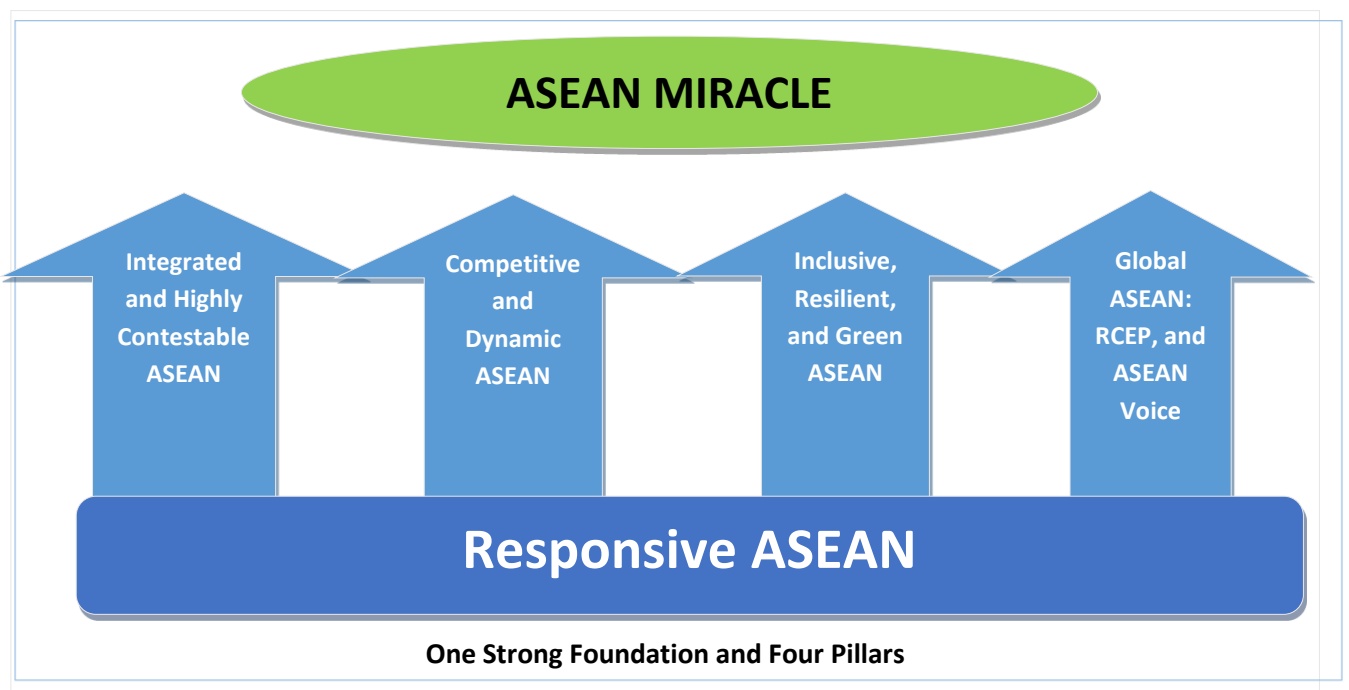 ASEAN MIRACLE
Integrated
and Highly
Contestable
ASEAN
Competitive
and
Dynamic
ASEAN
Inclusive,
Resilient,
and Green
ASEAN
Global
ASEAN:
RCEP, and
ASEAN
Voice
Responsive ASEAN
One Strong Foundation and Four Pillars